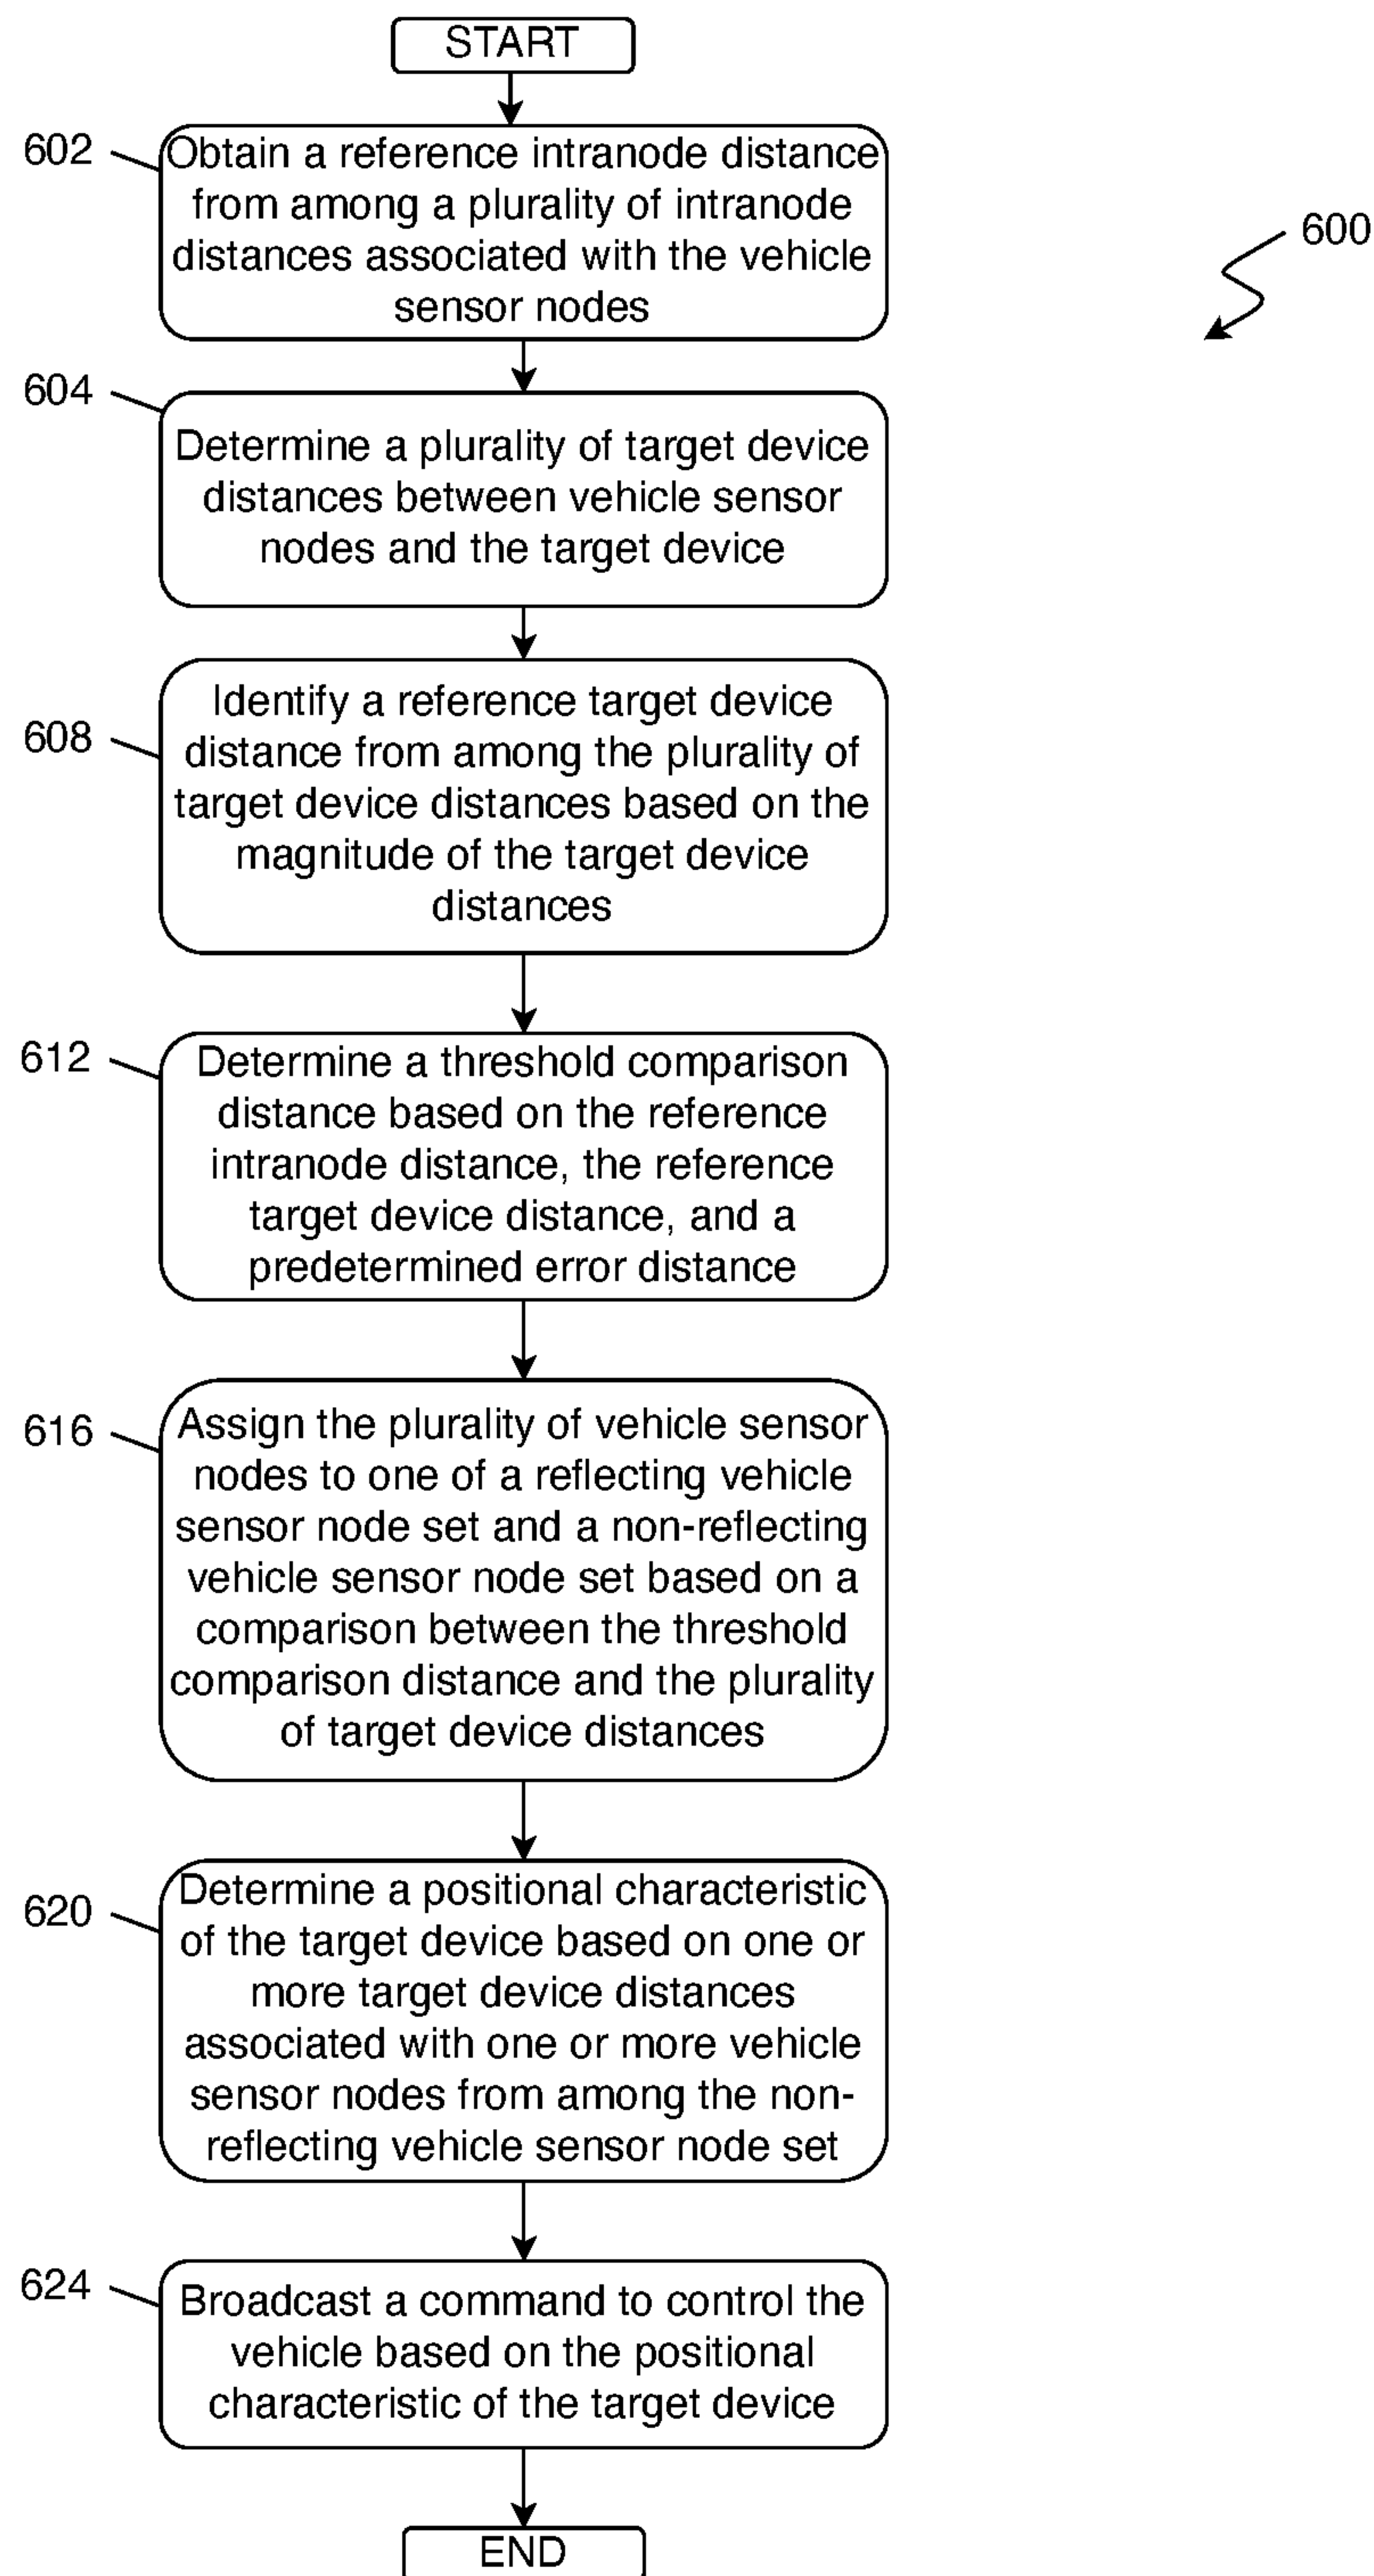 START
602
Obtain a reference intranode distance
from among a plurality of intranode
distances associated with the vehicle
sensor nodes
600
604
Determine a plurality of target device
distances between vehicle sensor
nodes and the target device
608
Identify a reference target device
distance from among the plurality of
target device distances based on the
magnitude of the target device
distances
612
Determine a threshold comparison
distance based on the reference
intranode distance, the reference
target device distance, and a
predetermined error distance
616
Assign the plurality of vehicle sensor
nodes to one of a reflecting vehicle
sensor node set and a non-reflecting
vehicle sensor node set based on a
comparison between the threshold
comparison distance and the plurality
of target device distances
620
Determine a positional characteristic
of the target device based on one or
more target device distances
associated with one or more vehicle
sensor nodes from among the non-
reflecting vehicle sensor node set
624
Broadcast a command to control the
vehicle based on the positional
characteristic of the target device
END